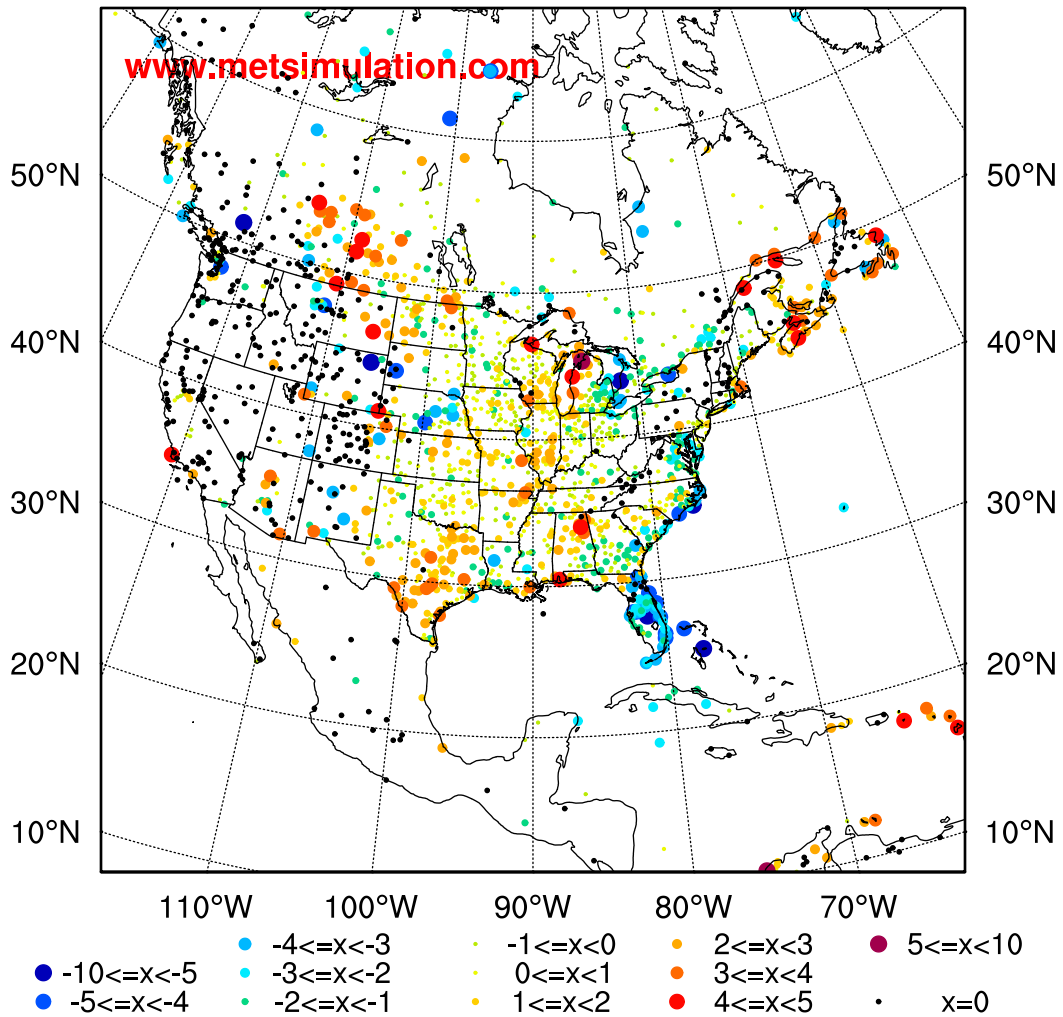 www.metsimulation.com
50°N 50°N
40°N 40°N
30°N 30°N
20°N 20°N
10°N 10°N
110°W 100°W 90°W 80°W 70°W
-4<=x<-3 -1<=x<0 2<=x<3 5<=x<10
-10<=x<-5 -3<=x<-2 0<=x<1 3<=x<4
-5<=x<-4 -2<=x<-1 1<=x<2 4<=x<5 x=0